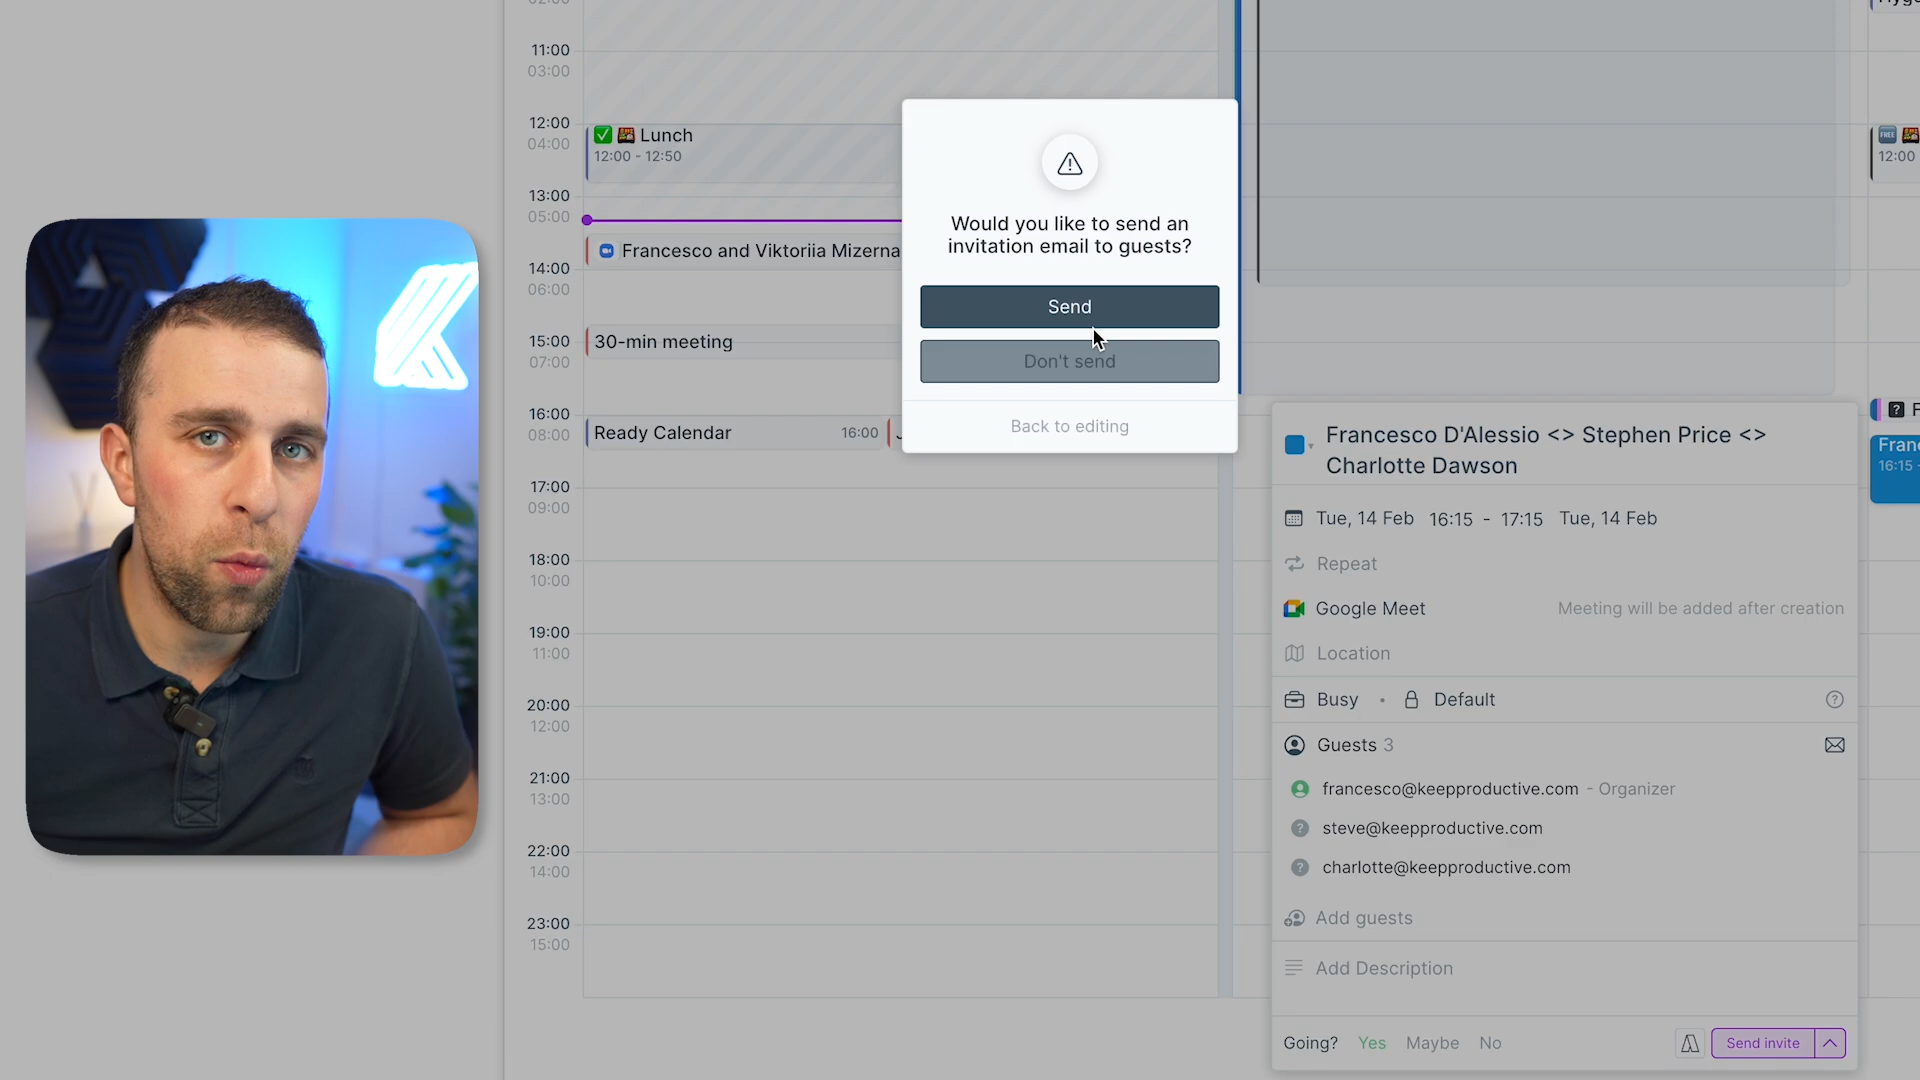 02:00
11:00
03:00
12:00
04:00
Lunch
12:00 - 12:50
13:00
05:00
Francesco and Viktoriia Mizerna
14:00
06:00
15:00
30-min meeting
07:00
16:00
Ready Calendar 16:00
08:00
17:00
09:00
18:00
10:00
19:00
11:00
20:00
12:00
21:00
13:00
22:00
14:00
23:00
15:00
Would you like to send an
invitation email to guests?
Send
Don't send
Back to editing
Francesco D'Alessio <> Stephen Price <>
Charlotte Dawson
Tue, 14 Feb 16:15 - 17:15 Tue, 14 Feb
Repeat
Google Meet Meeting will be added after creation
Location
Busy • Default
Guests 3
francesco@keepproductive.com - Organizer
steve@keepproductive.com
charlotte@keepproductive.com
Add guests
Add Description
Going? Yes Maybe No Send invite
FREE
12:00
Franc
16:15 -